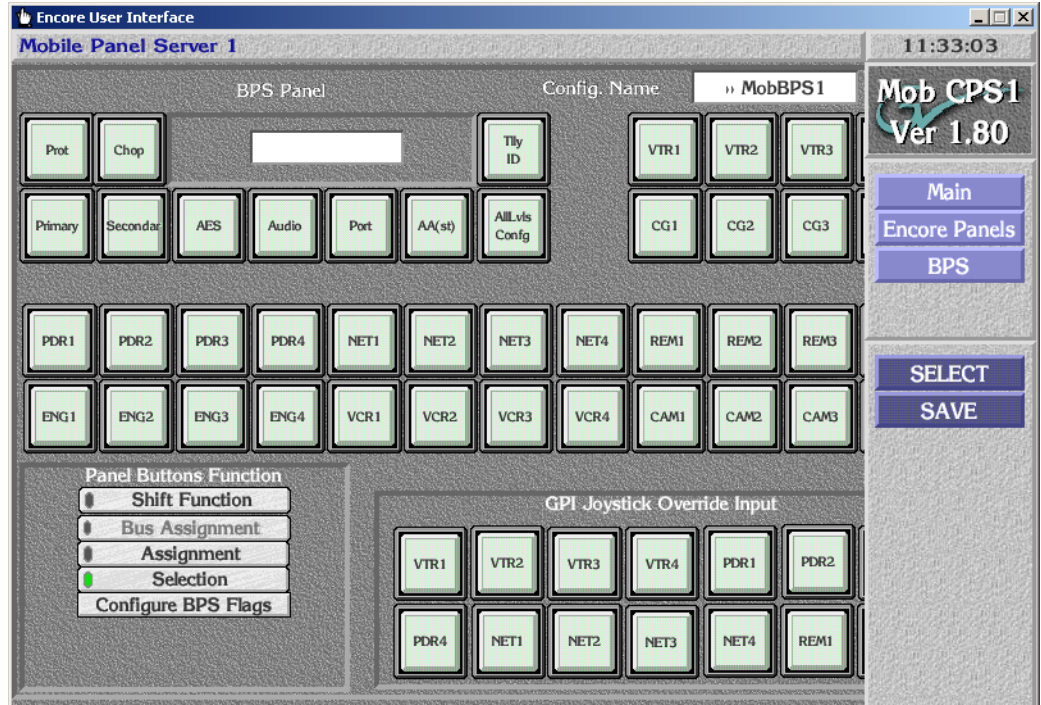 Encore User Interface
Mobile Panel Server 1 11:33:03
BPS Panel Config. Name » MobBPS1
Mob CPS1
Ver 1.80
Prot Chop Tlly ID VTR1 VTR2 VTR3
Primary Secondar AES Audio Port AA(st) AllLvls Confg CG1 CG2 CG3
Main
Encore Panels
BPS
PDR1 PDR2 PDR3 PDR4 NET1 NET2 NET3 NET4 REM1 REM2 REM3
ENG1 ENG2 ENG3 ENG4 VCR1 VCR2 VCR3 VCR4 CAM1 CAM2 CAM3
SELECT
SAVE
Panel Buttons Function
Shift Function
Bus Assignment
Assignment
Selection
Configure BPS Flags
GPI Joystick Override Input
VTR1 VTR2 VTR3 VTR4 PDR1 PDR2
PDR4 NET1 NET2 NET3 NET4 REM1